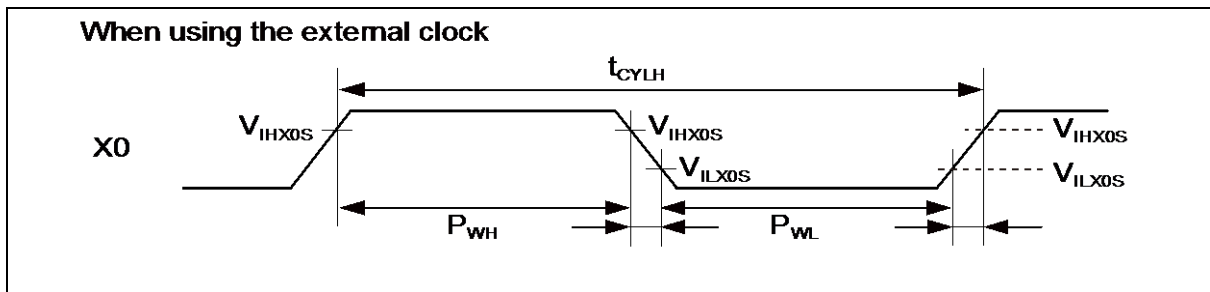 When using the external clock
tCYLH
VIHX0S
VIHX0S
VIHX0S
X0
VILX0S
VILX0S
PWH
PWL